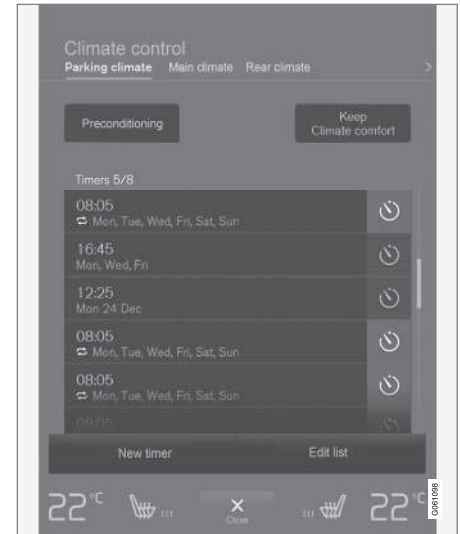 Climate control
Parking climate Main climate Rear climate
Preconditioning
Keep
Climate comfort
Timers 5/8
08:05
Mon, Tue, Wed, Fri, Sat, Sun
16:45
Mon, Wed, Fri
12:25
Mon 24 Dec
08:05
Mon, Tue, Wed, Fri, Sat, Sun
08:05
Mon, Tue, Wed, Fri, Sat, Sun
08:05
New timer Edit list
22°C 22°C
Close
G061098